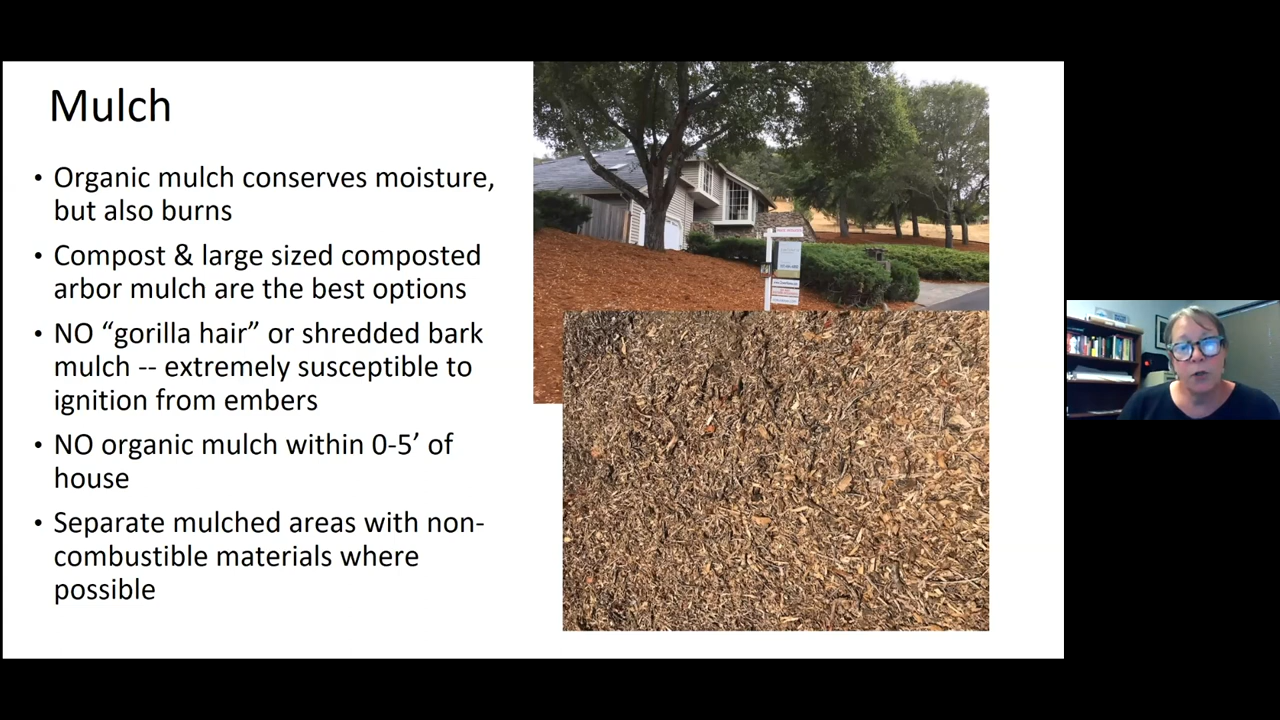 Mulch
• Organic mulch conserves moisture,
but also burns
• Compost & large sized composted
arbor mulch are the best options
• NO “gorilla hair” or shredded bark
mulch -- extremely susceptible to
ignition from embers
• NO organic mulch within 0-5’ of
house
• Separate mulched areas with non-
combustible materials where
possible